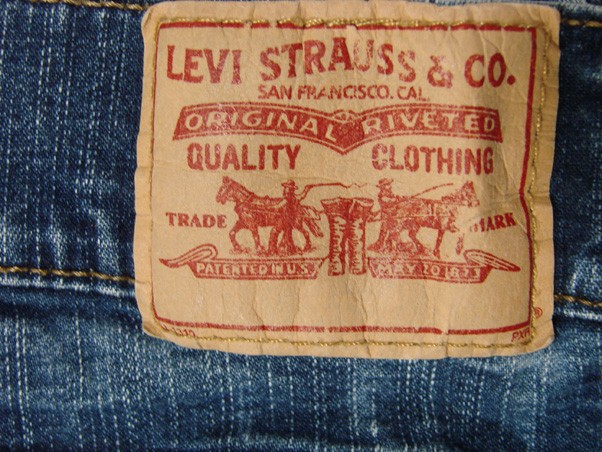 LEVI STRAUSS & CO.
SAN FRANCISCO. CAL.
ORIGINAL RIVETED
QUALITY CLOTHING
TRADE MARK
PATENTED IN U.S. MAY 20 1873
®